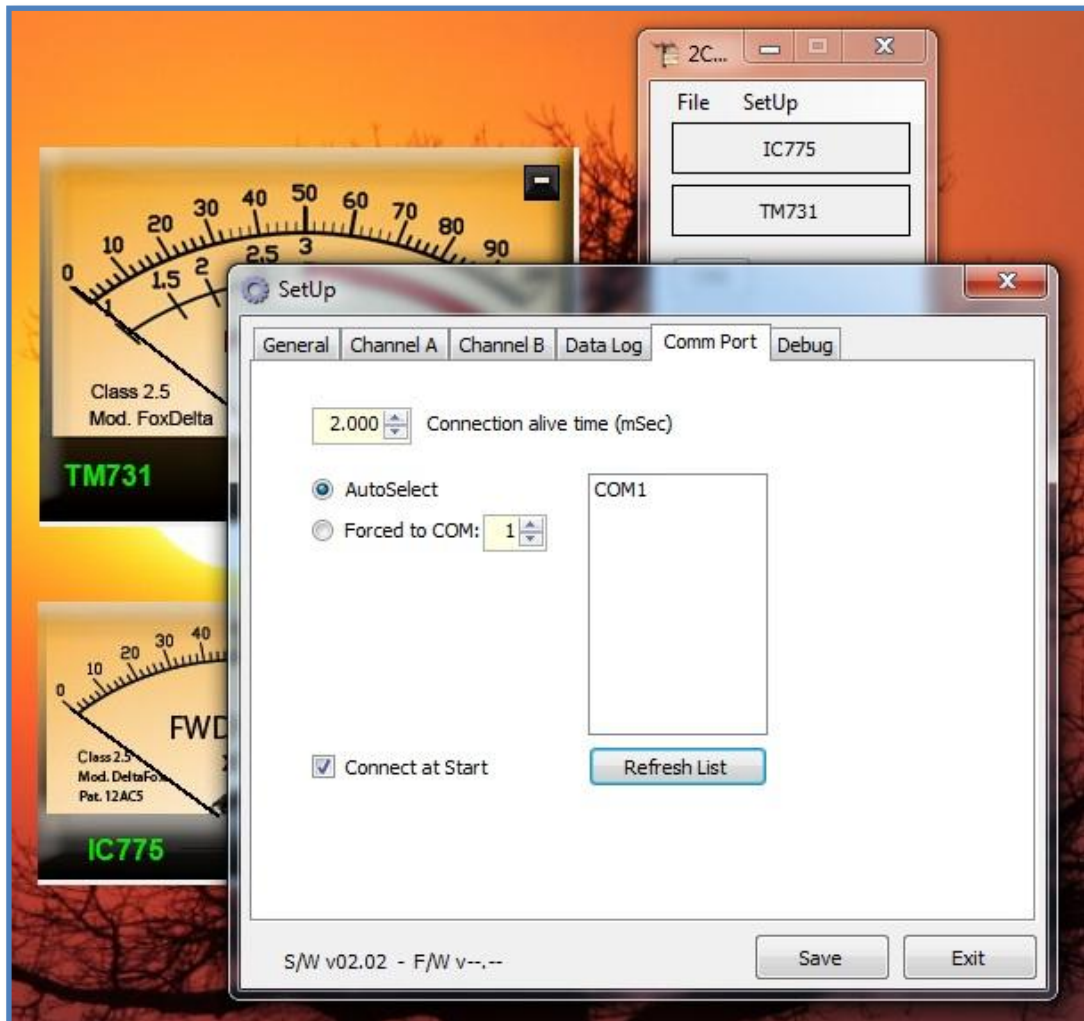 2C...
File SetUp
IC775
TM731
0 10 20 30 40 50 60 70 80 90
1 1.5 2 2.5 3
Class 2.5
Mod. FoxDelta
TM731
0 10 20 30 40
FWD
Class 2.5
Mod. DeltaFox
Pat. 12AC5
IC775
SetUp
General Channel A Channel B Data Log Comm Port Debug
2.000 Connection alive time (mSec)
AutoSelect
Forced to COM: 1
COM1
Connect at Start
Refresh List
S/W v02.02 - F/W v--.--
Save Exit